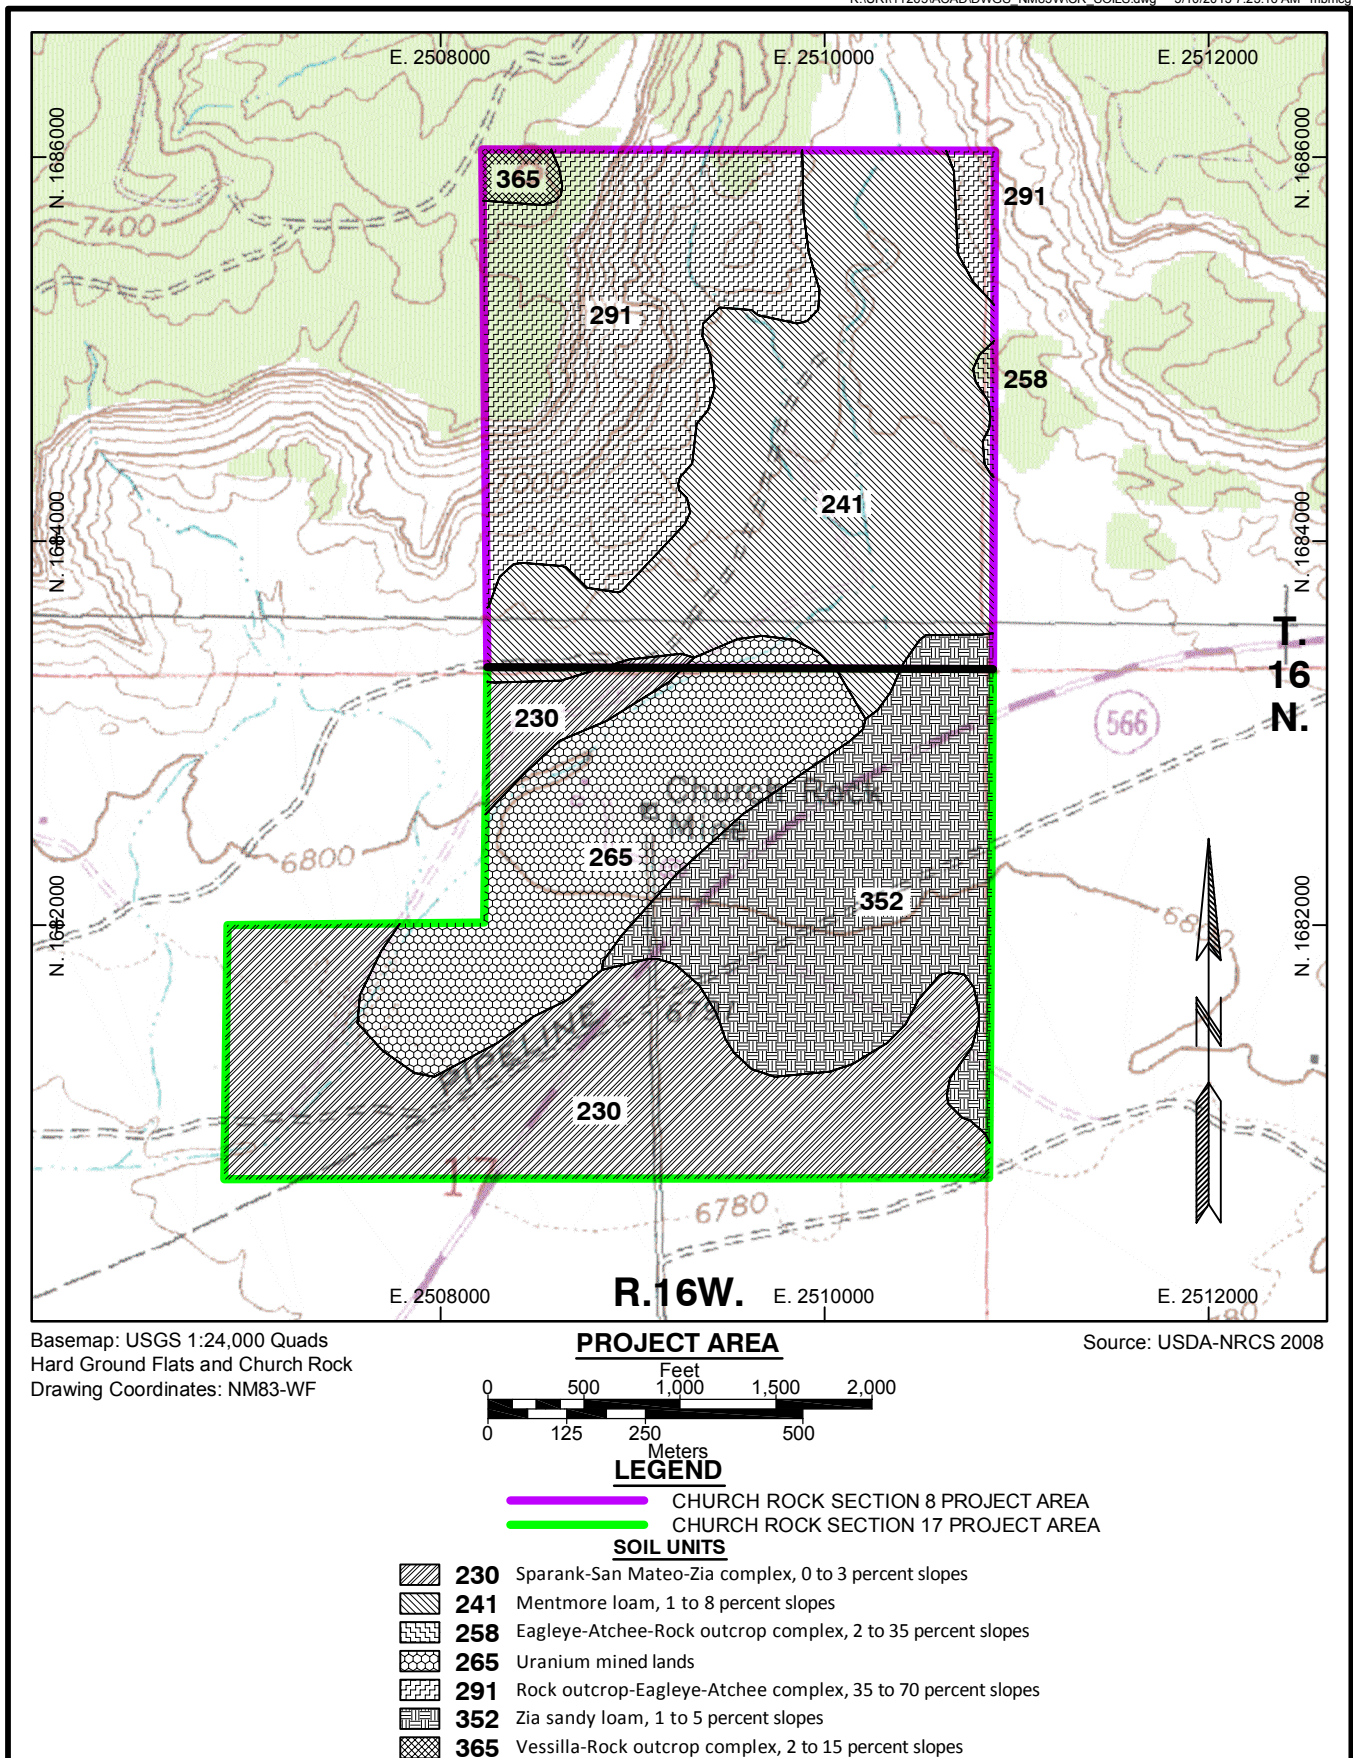 E. 2508000 E. 2510000 E. 2512000
N. 1686000 N. 1686000
365
291
7400
291
258
241
N. 1684000 N. 1684000
T.
16
N.
230
566
Church Rock
Mine
6800
265
352
N. 1682000 N. 1682000
PIPELINE
230
17
6780
R.16W.
E. 2508000 E. 2510000 E. 2512000
Basemap: USGS 1:24,000 Quads
Hard Ground Flats and Church Rock
Drawing Coordinates: NM83-WF
PROJECT AREA
Source: USDA-NRCS 2008
Feet
0 500 1,000 1,500 2,000
0 125 250 500
Meters
LEGEND
CHURCH ROCK SECTION 8 PROJECT AREA
CHURCH ROCK SECTION 17 PROJECT AREA
SOIL UNITS
230 Sparank-San Mateo-Zia complex, 0 to 3 percent slopes
241 Mentmore loam, 1 to 8 percent slopes
258 Eagleye-Atchee-Rock outcrop complex, 2 to 35 percent slopes
265 Uranium mined lands
291 Rock outcrop-Eagleye-Atchee complex, 35 to 70 percent slopes
352 Zia sandy loam, 1 to 5 percent slopes
365 Vessilla-Rock outcrop complex, 2 to 15 percent slopes